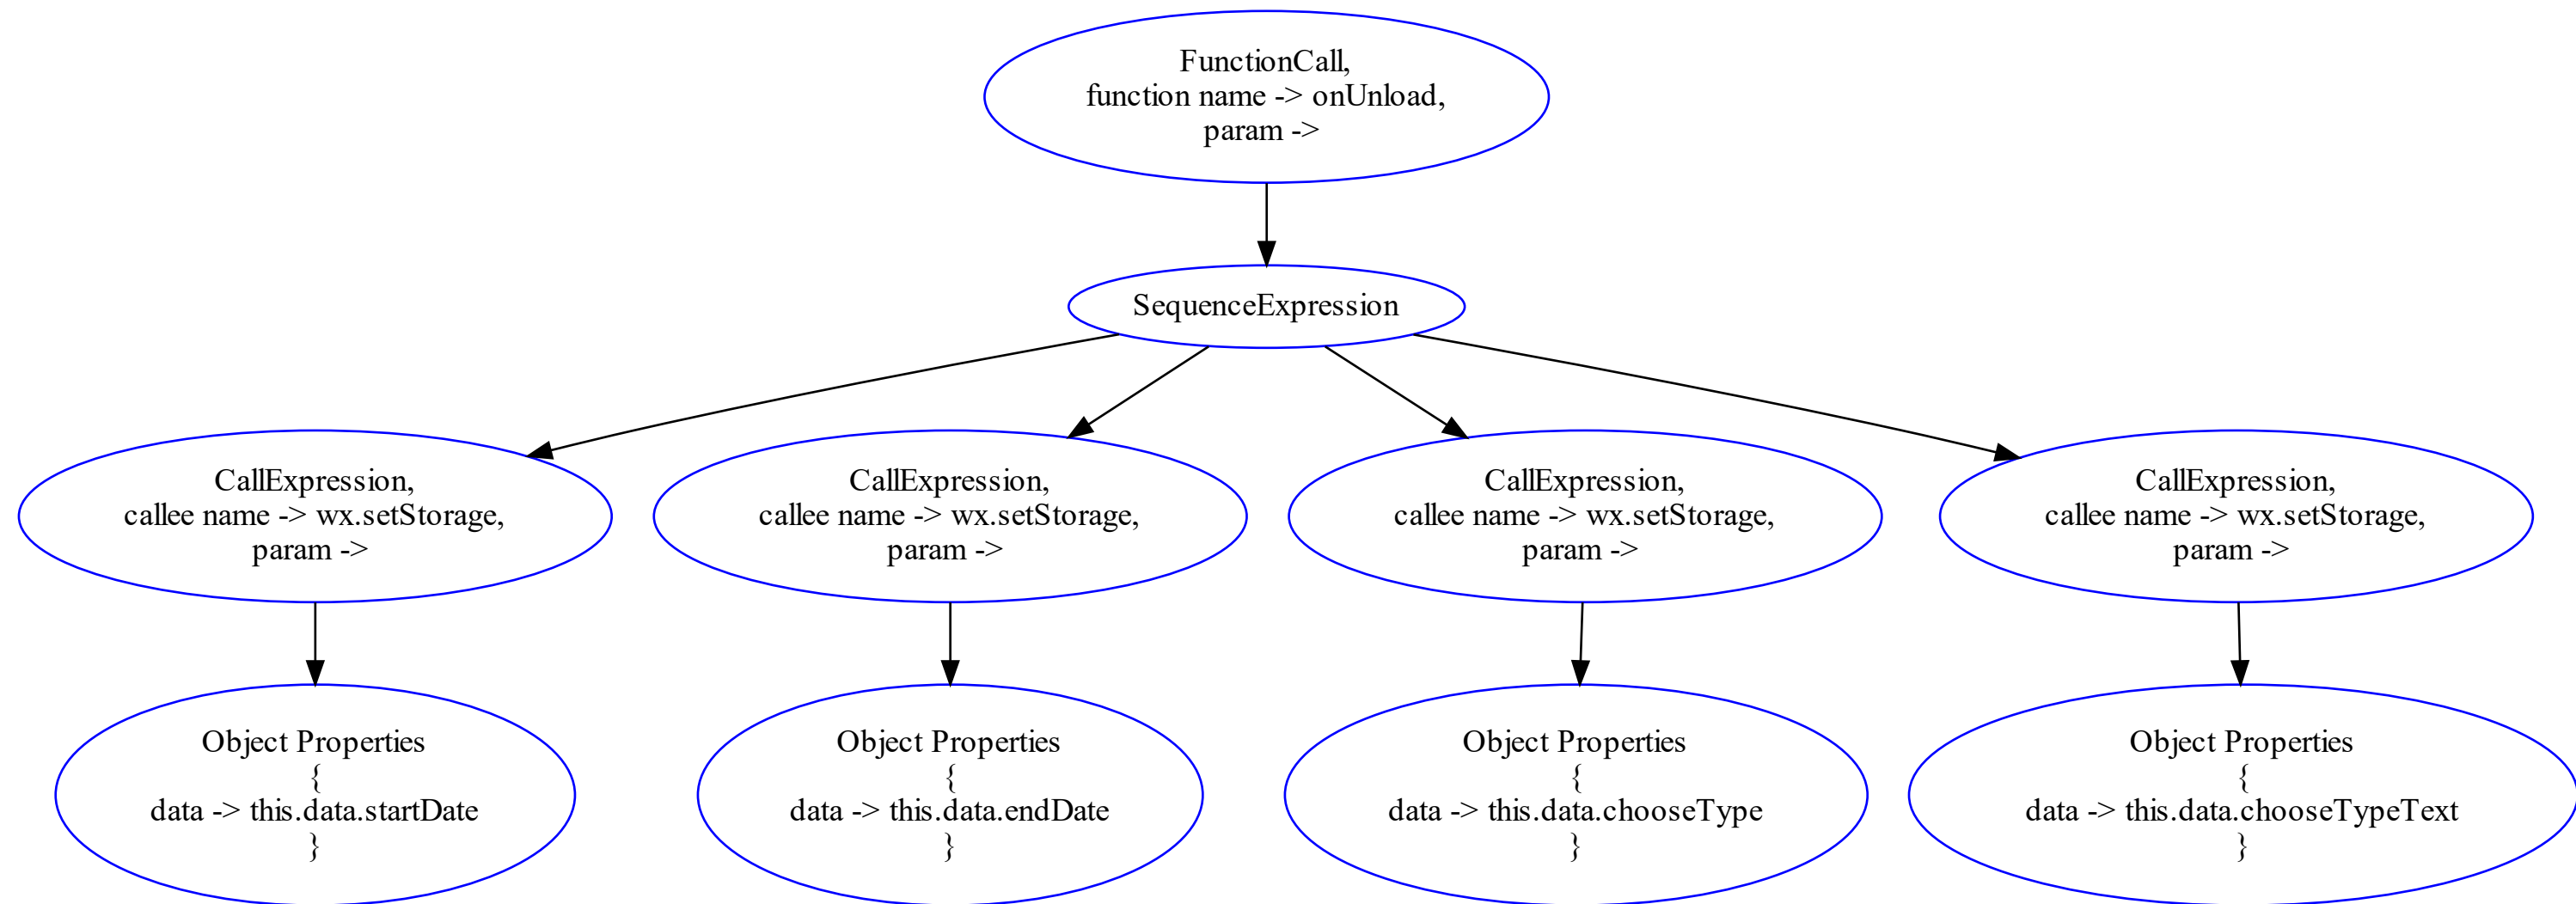 FunctionCall,
function name -> onUnload,
param ->
SequenceExpression
CallExpression,
callee name -> wx.setStorage,
param ->
CallExpression,
callee name -> wx.setStorage,
param ->
CallExpression,
callee name -> wx.setStorage,
param ->
CallExpression,
callee name -> wx.setStorage,
param ->
Object Properties
{
data -> this.data.startDate
}
Object Properties
{
data -> this.data.endDate
}
Object Properties
{
data -> this.data.chooseType
}
Object Properties
{
data -> this.data.chooseTypeText
}